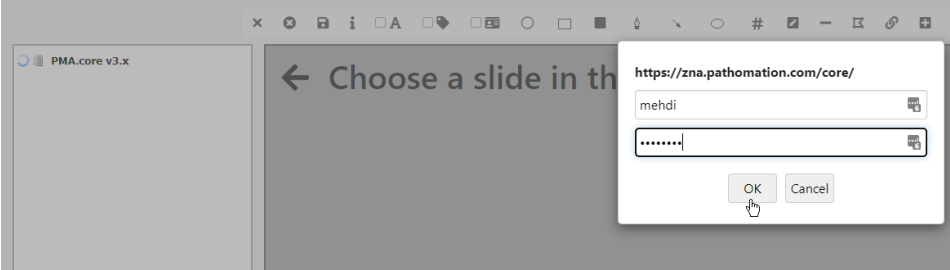 A
#
PMA.core v3.x
Choose a slide in th
https://zna.pathomation.com/core/
mehdi
••••••••
OK
Cancel